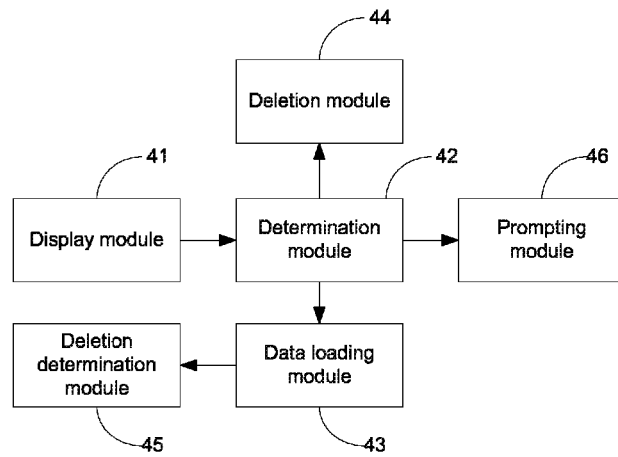 44
Deletion module
41
42
46
Display module
Determination
module
Prompting
module
Deletion
determination
module
Data loading
module
45
43